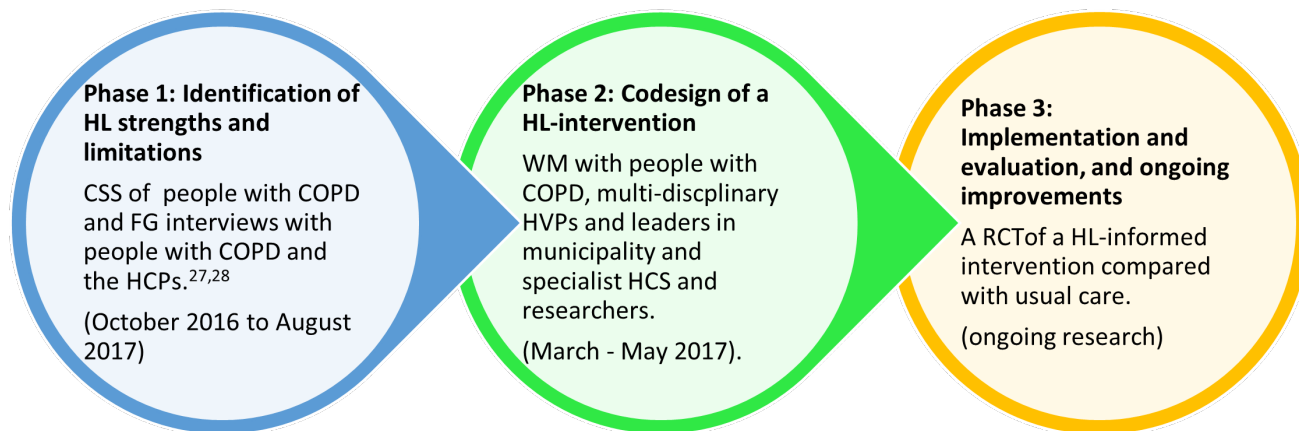 Phase 1: Identification of
HL strengths and
limitations
CSS of people with COPD
and FG interviews with
people with COPD and
the HCPs.27,28
(October 2016 to August
2017)
Phase 2: Codesign of a
HL-intervention
WM with people with
COPD, multi-discplinary
HVPs and leaders in
municipality and
specialist HCS and
researchers.
(March - May 2017).
Phase 3:
Implementation and
evaluation, and ongoing
improvements
A RCTof a HL-informed
intervention compared
with usual care.
(ongoing research)